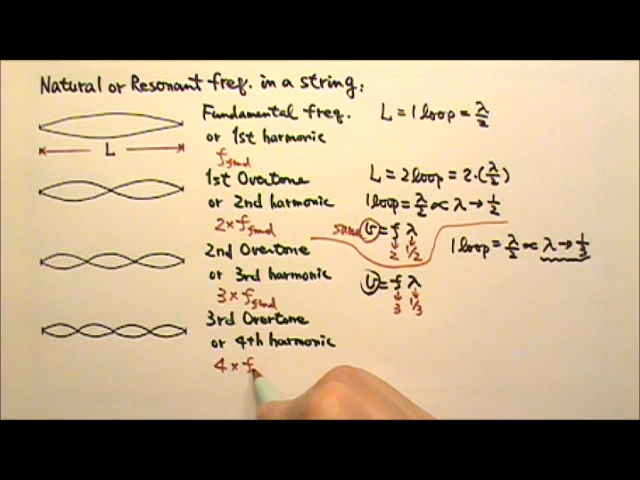 Natural or Resonant freq. in a string:
Fundamental freq.
or 1st harmonic
f fund
L
L = 1 loop = λ/2
1st Overtone
or 2nd harmonic
2 × f fund
L = 2 loop = 2·(λ/2)
1 loop = λ/2 ∝ λ → 1/2
same v = f λ
2 1/2
2nd Overtone
or 3rd harmonic
3 × f fund
1 loop = λ/2 ∝ λ → 1/3
v = f λ
3 1/3
3rd Overtone
or 4th harmonic
4 × f